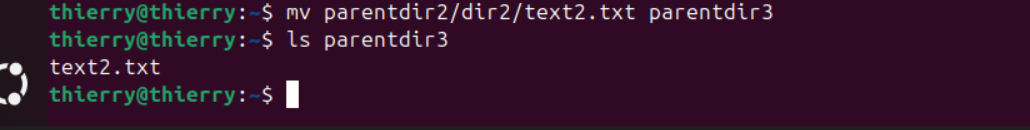 thierry@thierry:~$ mv parentdir2/dir2/text2.txt parentdir3
thierry@thierry:~$ ls parentdir3
text2.txt
thierry@thierry:~$